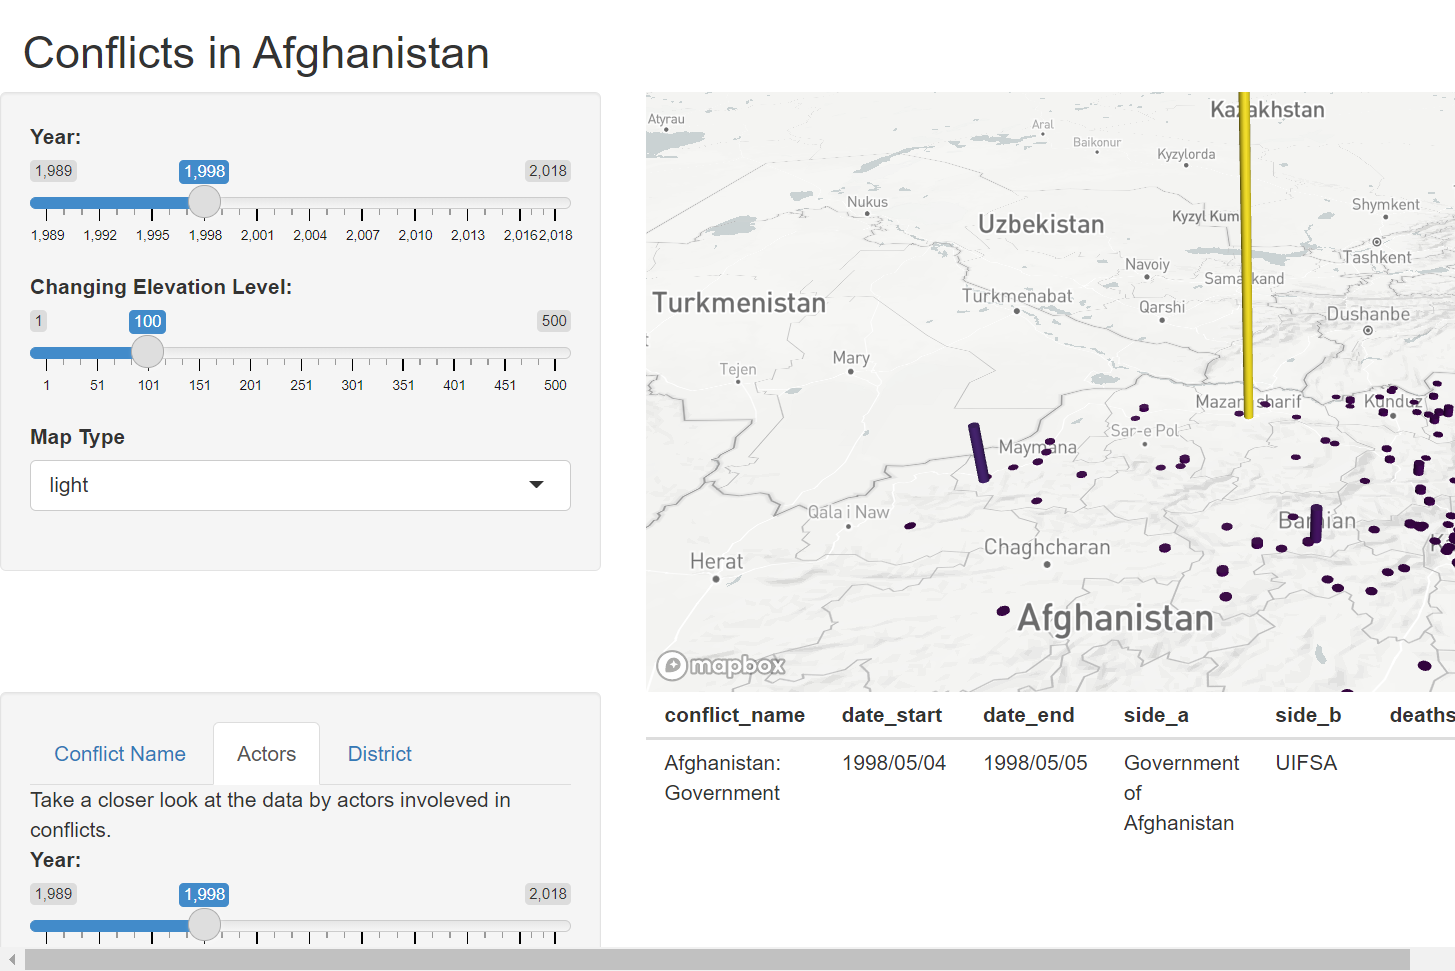 Conflicts in Afghanistan
Year:
1,989 1,998 2,018
1,989 1,992 1,995 1,998 2,001 2,004 2,007 2,010 2,013 2,016 2,018
Changing Elevation Level:
1 100 500
1 51 101 151 201 251 301 351 401 451 500
Map Type
light
Conflict Name Actors District
Take a closer look at the data by actors involeved in
conflicts.
Year:
1,989 1,998 2,018
Kazakhstan
Atyrau
Aral
Baikonur
Kyzylorda
Nukus
Shymkent
Uzbekistan
Kyzyl Kum
Tashkent
Navoiy
Samarkand
Turkmenistan
Turkmenabat
Qarshi
Dushanbe
Mary
Tejen
Mazar-i-sharif
Kunduz
Sar-e Pol
Maymana
Qala i Naw
Bamian
Chaghcharan
Herat
Afghanistan
mapbox
conflict_name date_start date_end side_a side_b deaths
Afghanistan: 1998/05/04 1998/05/05 Government UIFSA
Government of
Afghanistan